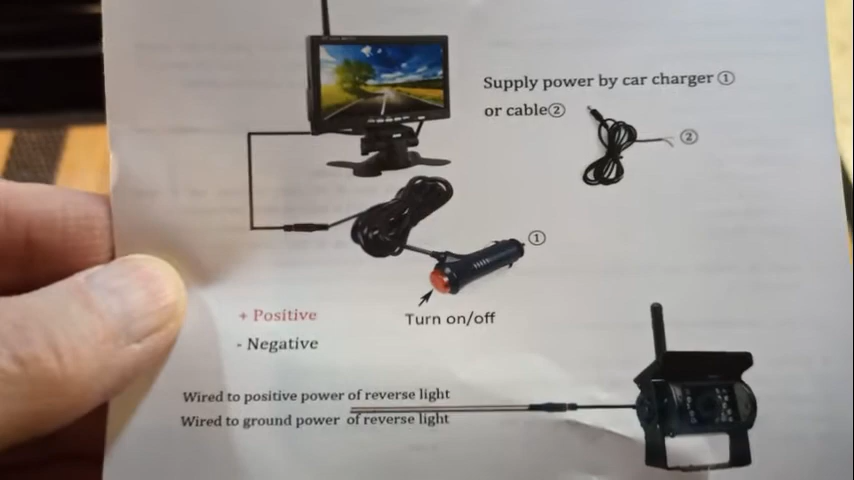 Supply power by car charger ①
or cable②
②
①
Turn on/off
+ Positive
- Negative
Wired to positive power of reverse light
Wired to ground power of reverse light